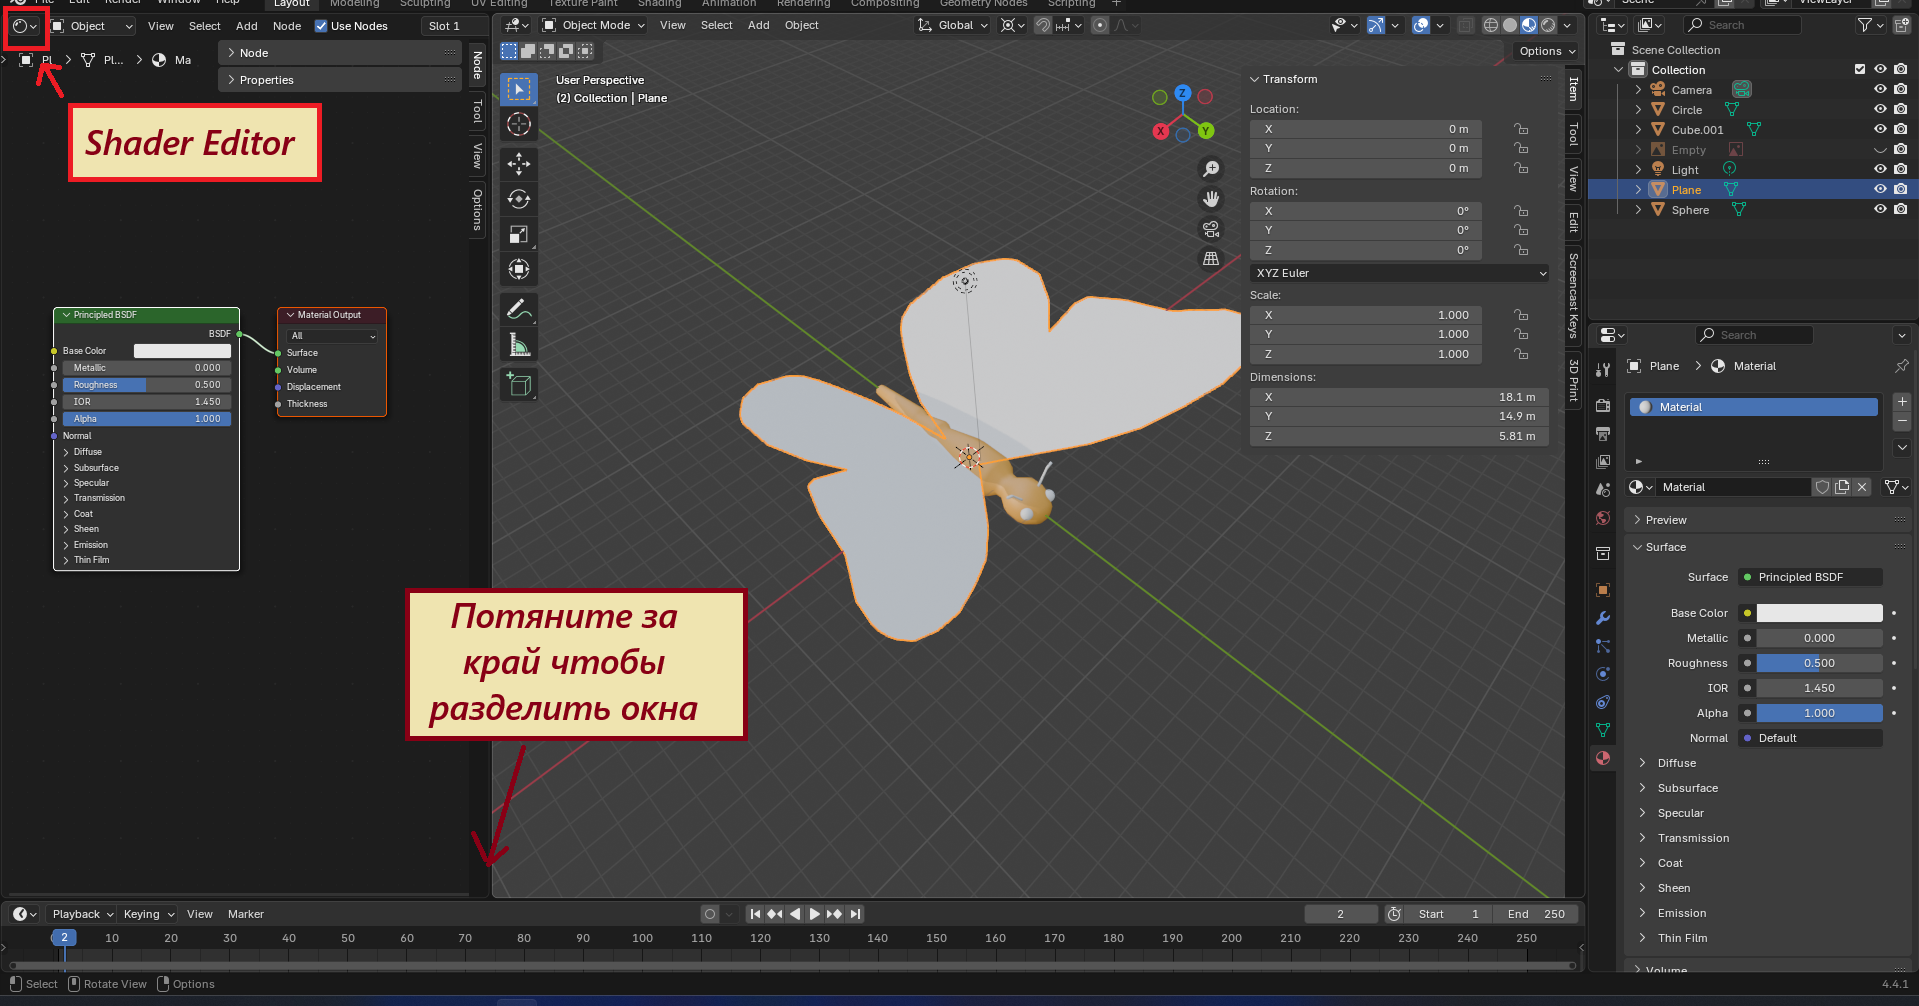 Layout Modeling Sculpting UV Editing Texture Paint Shading Animation Rendering Compositing Geometry Nodes Scripting +
Object View Select Add Node Use Nodes Slot 1
Pl Pl... Ma
Node
Properties
Node
Tool
View
Options
Shader Editor
Principled BSDF
BSDF
Base Color
Metallic 0.000
Roughness 0.500
IOR 1.450
Alpha 1.000
Normal
Diffuse
Subsurface
Specular
Transmission
Coat
Sheen
Emission
Thin Film
Material Output
All
Surface
Volume
Displacement
Thickness
Потяните за
край чтобы
разделить окна
Object Mode View Select Add Object Global
Options
User Perspective
(2) Collection | Plane
Z
X
Y
Transform
Location:
X 0 m
Y 0 m
Z 0 m
Rotation:
X 0°
Y 0°
Z 0°
XYZ Euler
Scale:
X 1.000
Y 1.000
Z 1.000
Dimensions:
X 18.1 m
Y 14.9 m
Z 5.81 m
Item
Tool
View
Edit
Screencast Keys
3D Print
Scene ViewLayer
Search
Scene Collection
Collection
Camera
Circle
Cube.001
Empty
Light
Plane
Sphere
Search
Plane Material
Material
Material
Preview
Surface
Surface Principled BSDF
Base Color
Metallic 0.000
Roughness 0.500
IOR 1.450
Alpha 1.000
Normal Default
Diffuse
Subsurface
Specular
Transmission
Coat
Sheen
Emission
Thin Film
Volume
Playback Keying View Marker
2 Start 1 End 250
2 10 20 30 40 50 60 70 80 90 100 110 120 130 140 150 160 170 180 190 200 210 220 230 240 250
Select Rotate View Options
4.4.1